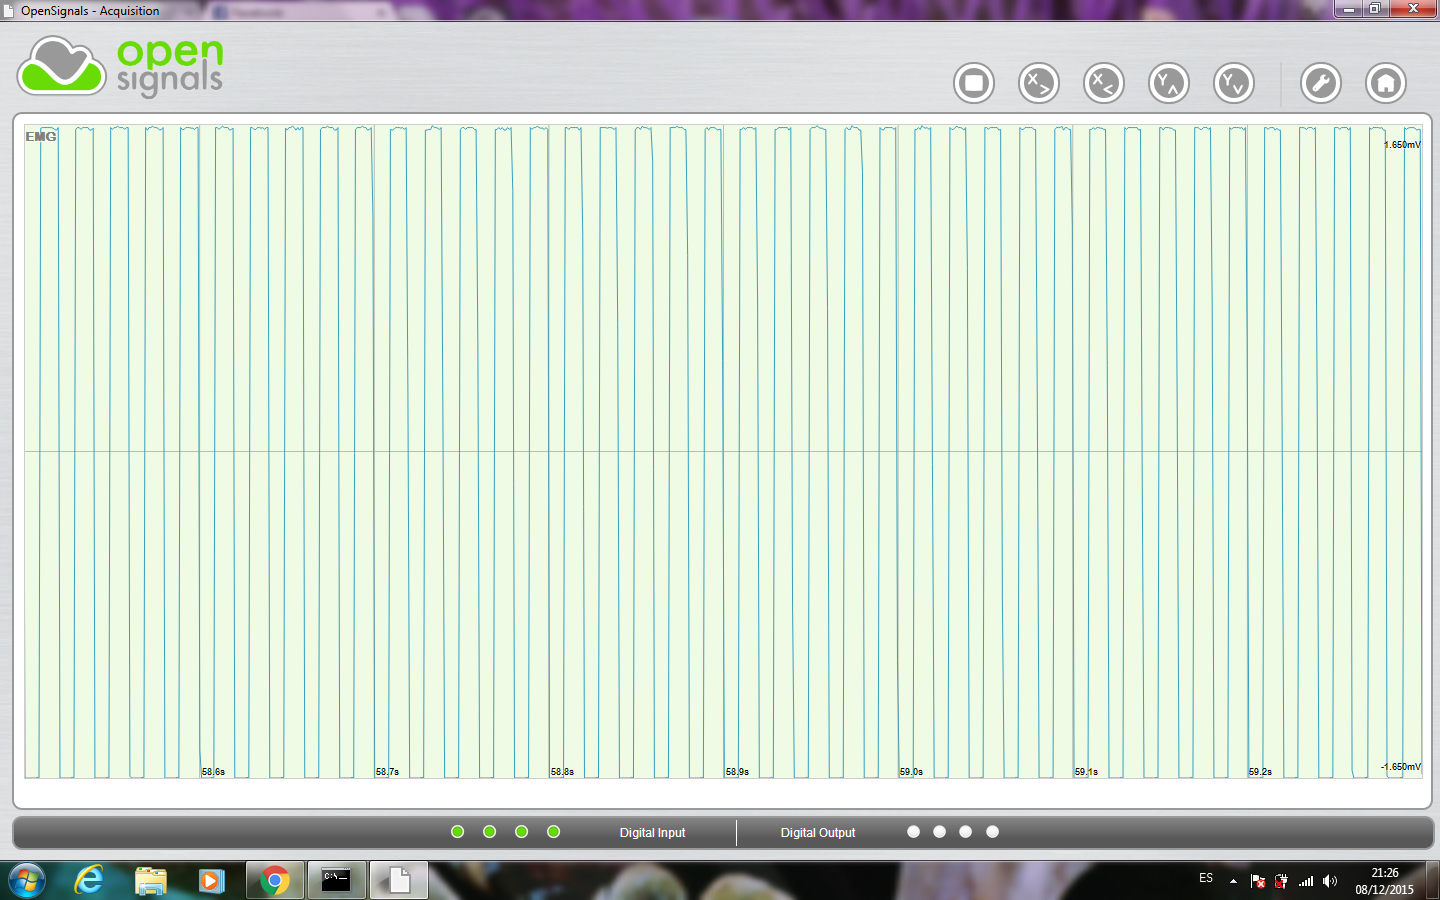 OpenSignals - Acquisition
open
signals
X >
X <
Y ^
Y v
EMG
1.650mV
-1.650mV
58.6s
58.7s
58.8s
58.9s
59.0s
59.1s
59.2s
Digital Input
Digital Output
C:\_
ES
21:26
08/12/2015